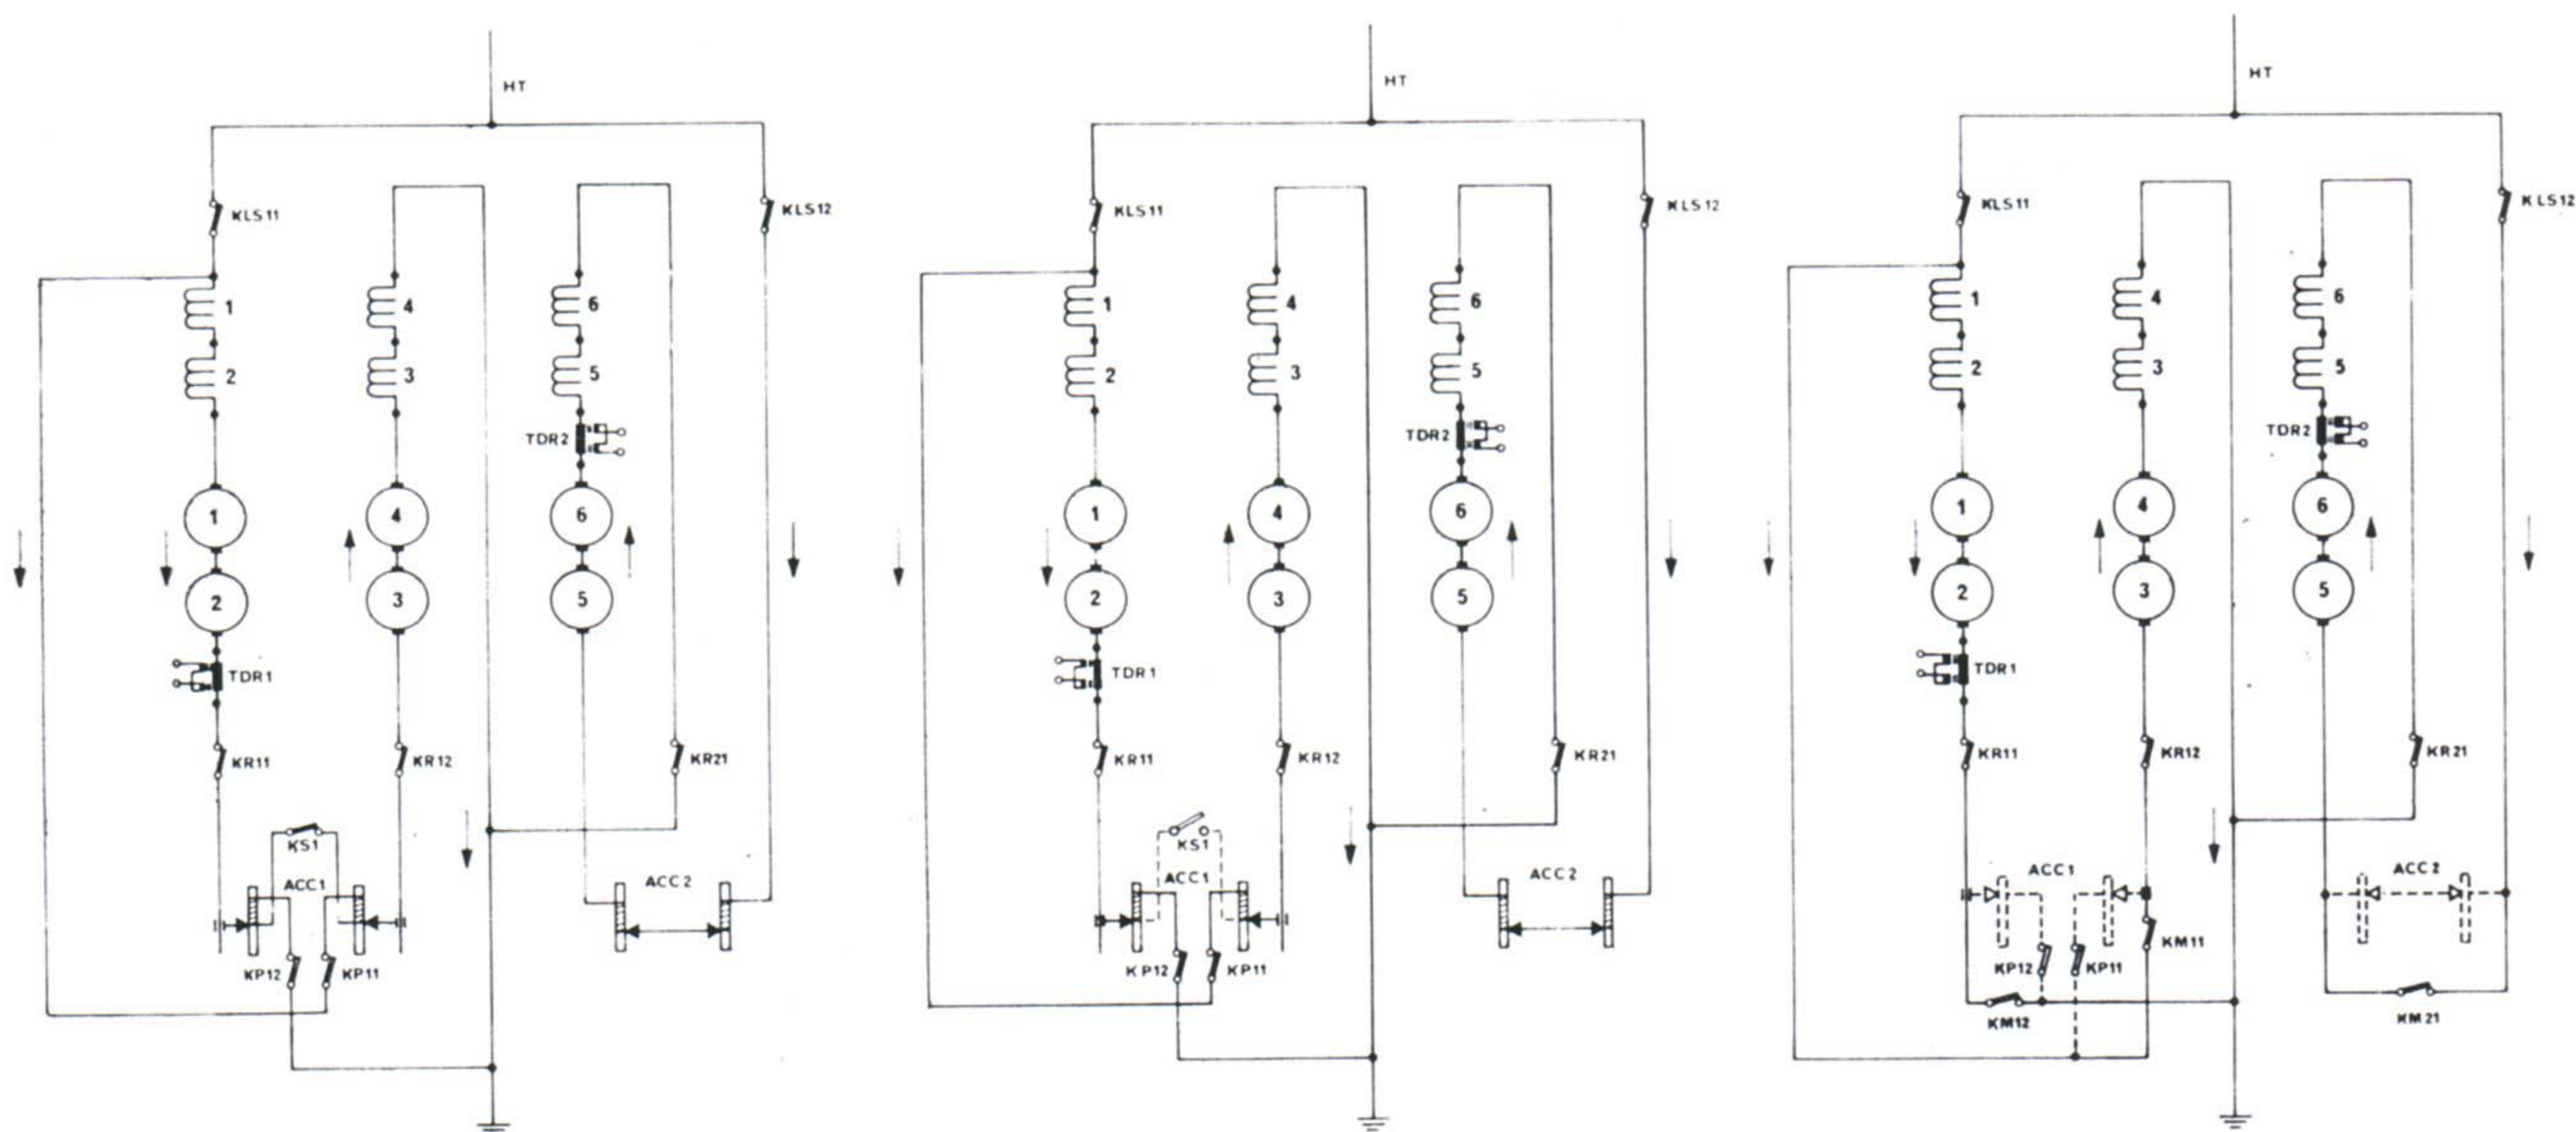 HT
KLS11
KLS12
1
4
6
2
3
5
TDR2
1
4
6
2
3
5
TDR1
KR11
KR12
KR21
KS1
ACC1
ACC2
KP12
KP11
HT
KLS11
KLS12
1
4
6
2
3
5
TDR2
1
4
6
2
3
5
TDR1
KR11
KR12
KR21
KS1
ACC1
ACC2
KP12
KP11
HT
KLS11
KLS12
1
4
6
2
3
5
TDR2
1
4
6
2
3
5
TDR1
KR11
KR12
KR21
ACC1
ACC2
KM11
KP12
KP11
KM12
KM21